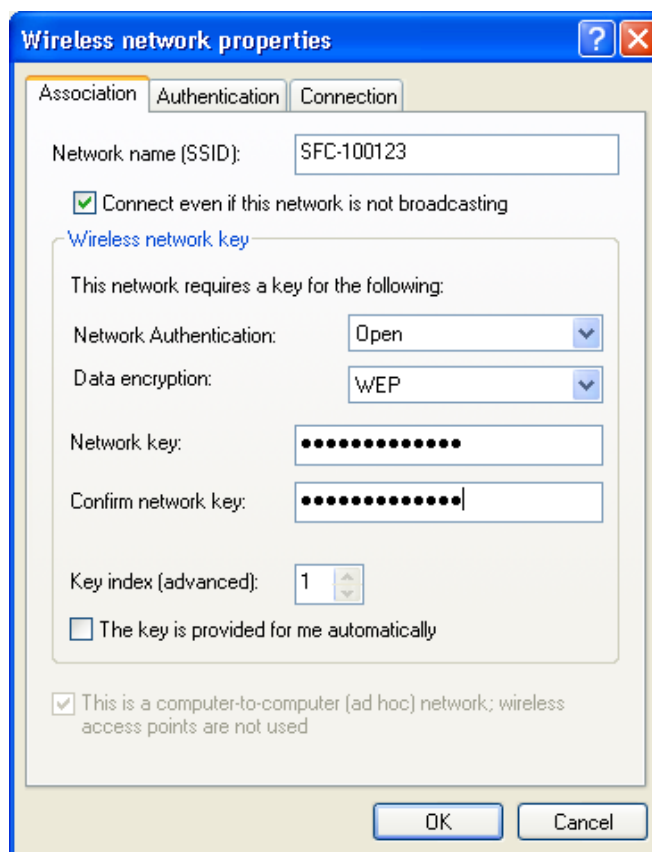 Wireless network properties
Association Authentication Connection
Network name (SSID): SFC-100123
Connect even if this network is not broadcasting
Wireless network key
This network requires a key for the following:
Network Authentication: Open
Data encryption: WEP
Network key: •••••••••••••
Confirm network key: •••••••••••••
Key index (advanced): 1
The key is provided for me automatically
This is a computer-to-computer (ad hoc) network; wireless
access points are not used
OK Cancel